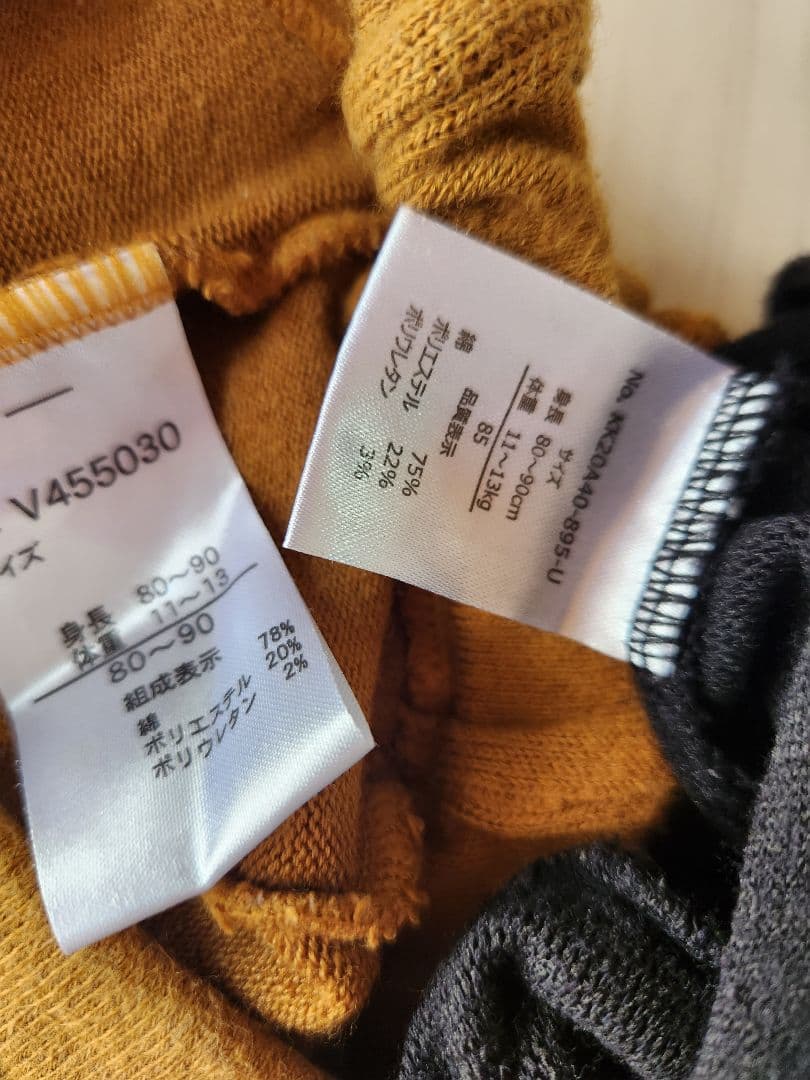 V455030
イズ
身長 80～90
体重 11～13
80～90
組成表示
綿 78%
ポリエステル 20%
ポリウレタン 2%
No. KK20A40-895-U
サイズ
身長 80～90cm
体重 11～13kg
85
品質表示
綿 75%
ポリエステル 22%
ポリウレタン 3%